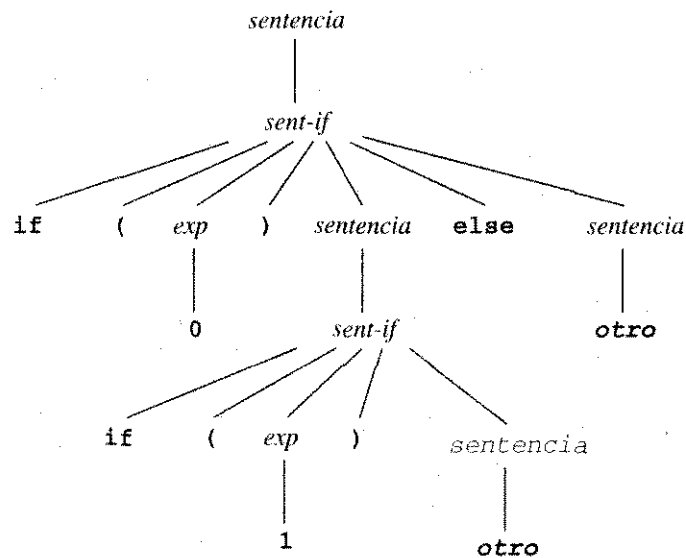 sentencia
sent-if
if ( exp ) sentencia else sentencia
0 sent-if otro
if ( exp ) sentencia
1 otro